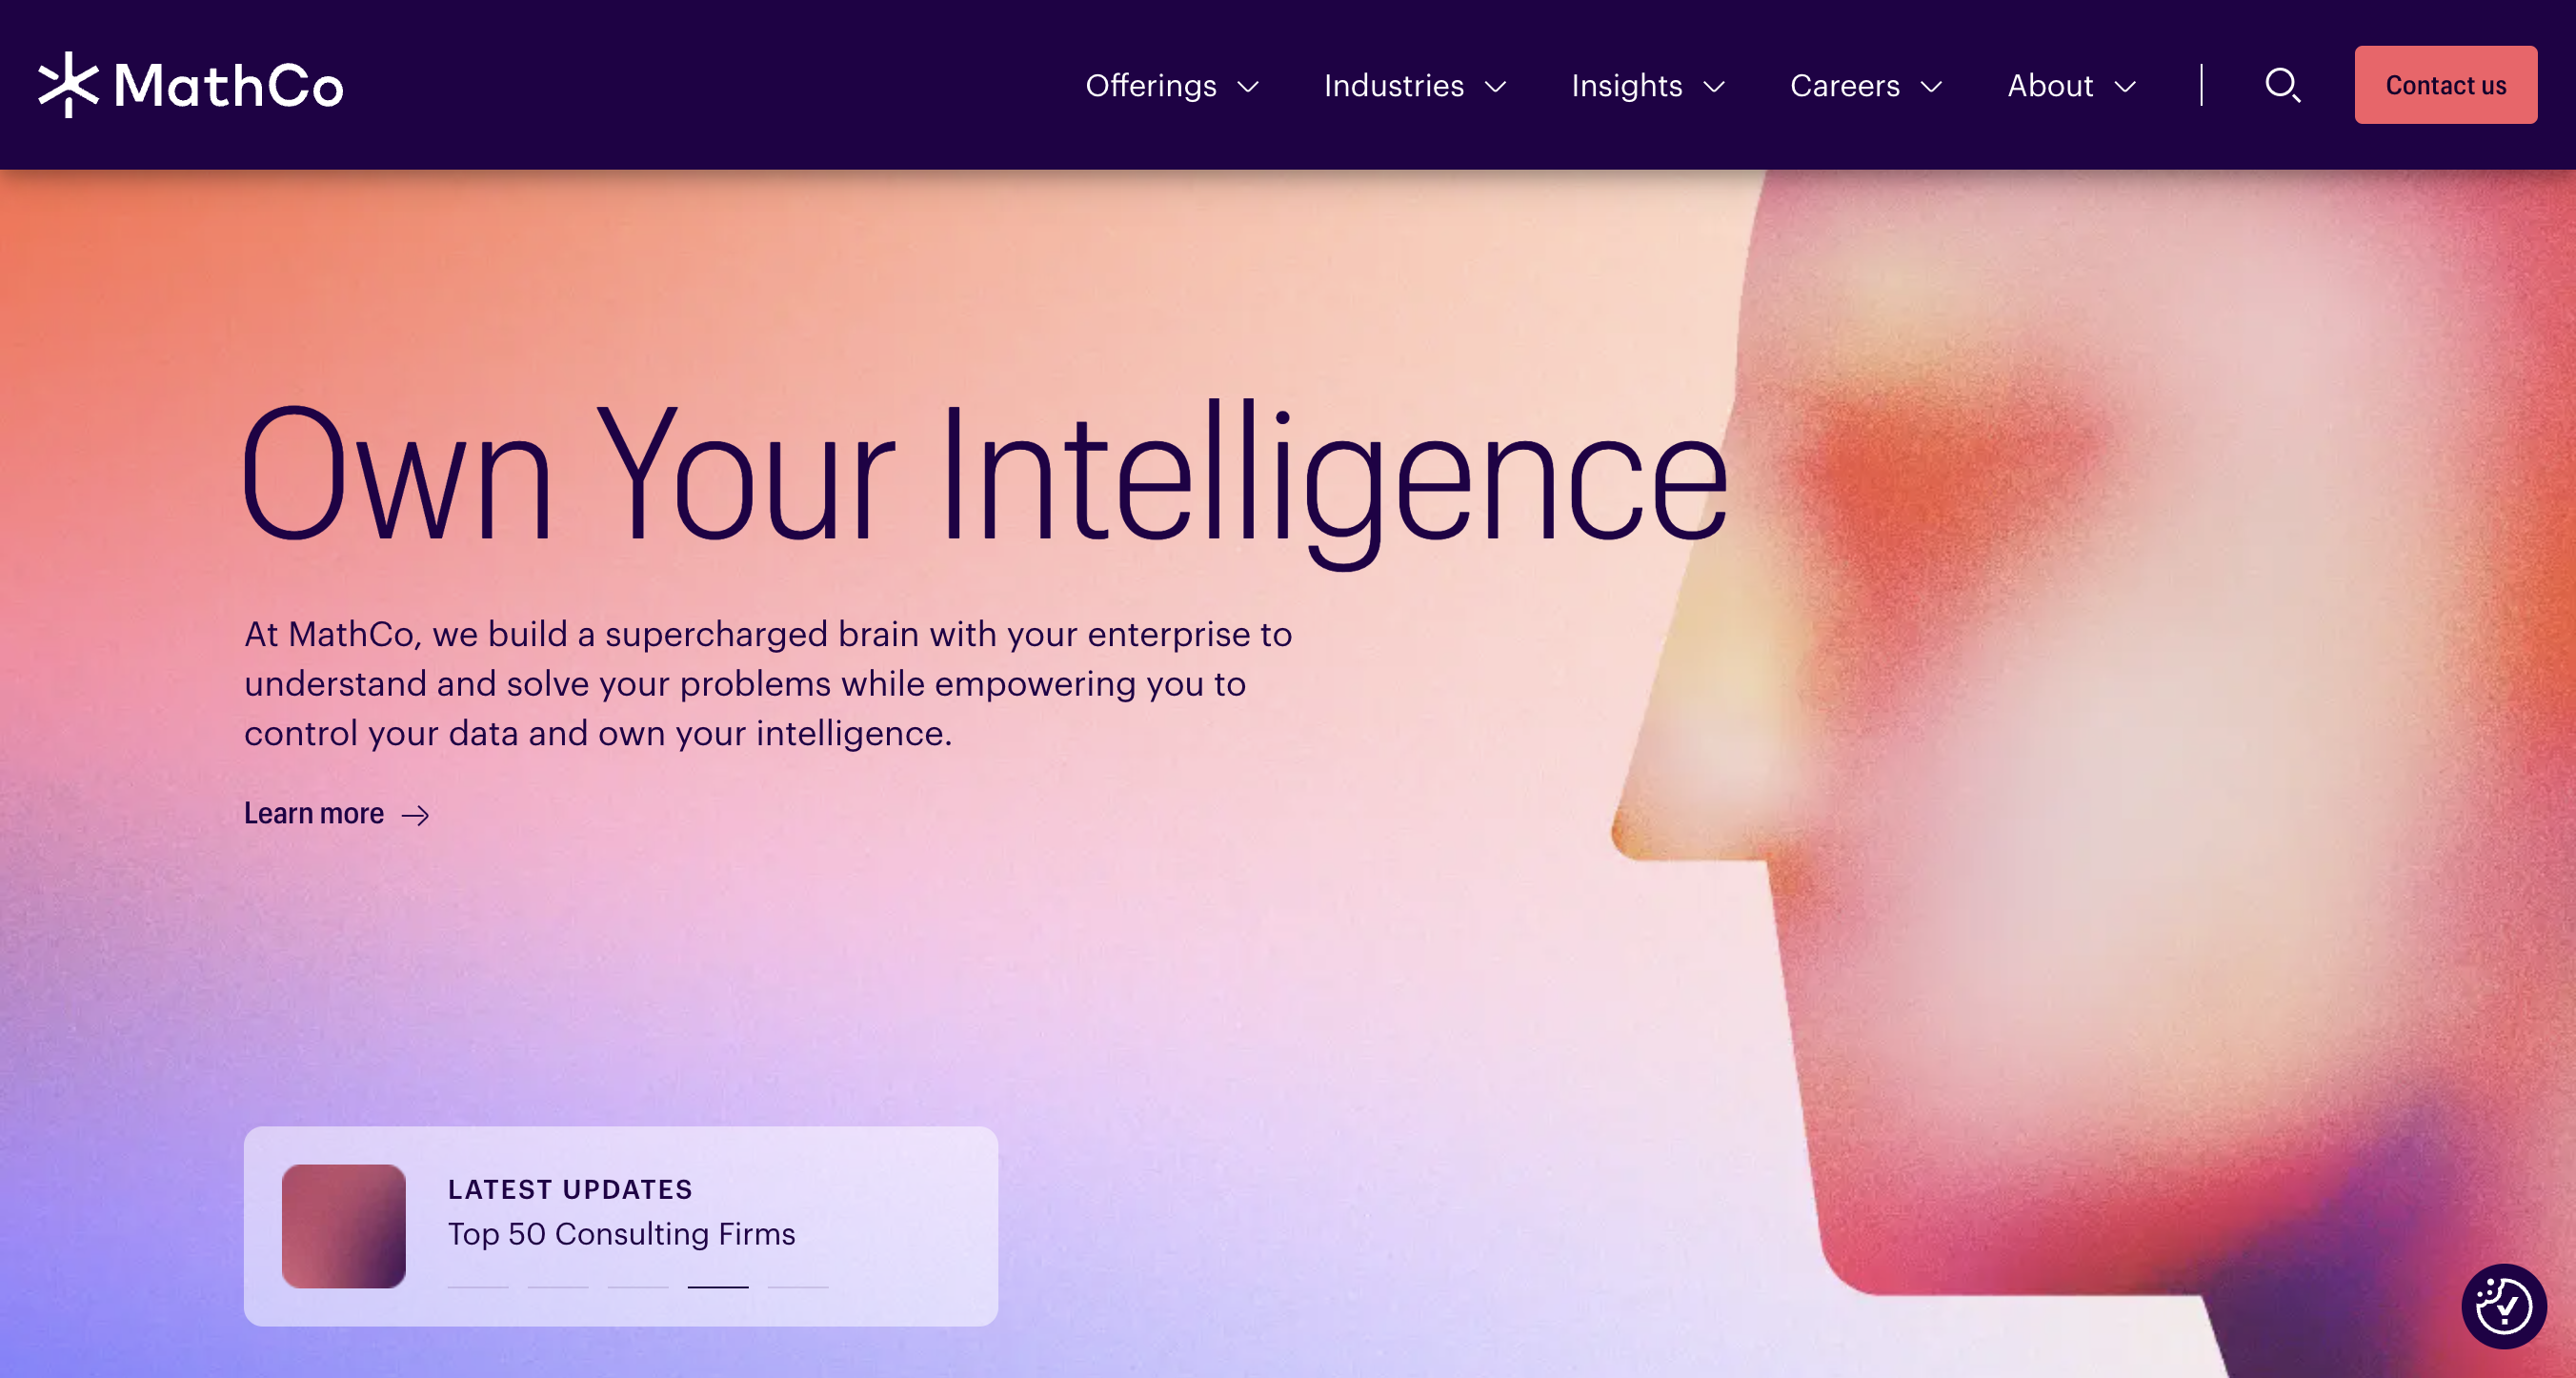 MathCo
Offerings
Industries
Insights
Careers
About
Contact us
Own Your Intelligence
At MathCo, we build a supercharged brain with your enterprise to
understand and solve your problems while empowering you to
control your data and own your intelligence.
Learn more
LATEST UPDATES
Top 50 Consulting Firms